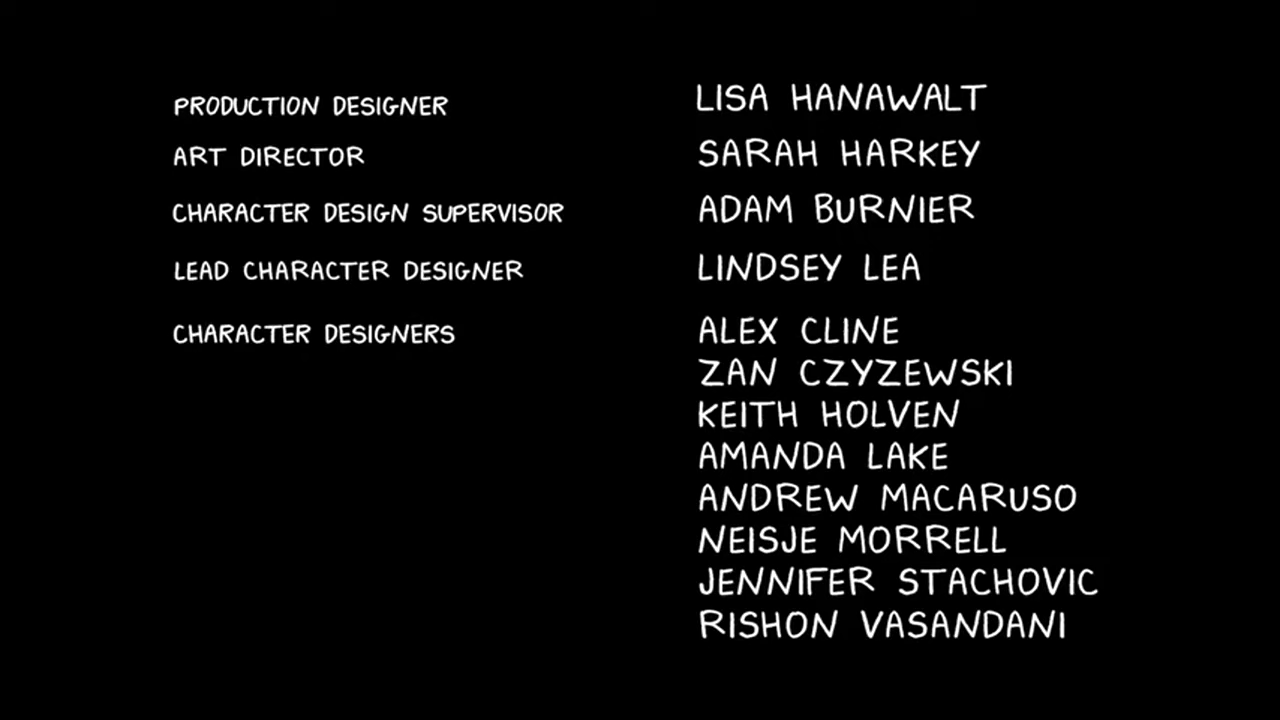 PRODUCTION DESIGNER LISA HANAWALT
ART DIRECTOR SARAH HARKEY
CHARACTER DESIGN SUPERVISOR ADAM BURNIER
LEAD CHARACTER DESIGNER LINDSEY LEA
CHARACTER DESIGNERS ALEX CLINE
ZAN CZYZEWSKI
KEITH HOLVEN
AMANDA LAKE
ANDREW MACARUSO
NEISJE MORRELL
JENNIFER STACHOVIC
RISHON VASANDANI